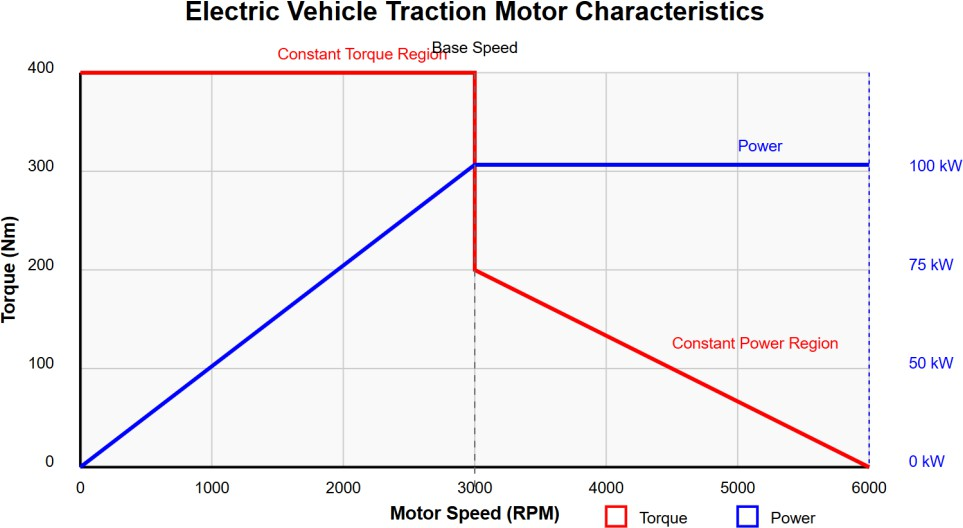 Electric Vehicle Traction Motor Characteristics
Base Speed
Constant Torque Region
400
Power
300
100 kW
Torque (Nm)
200
75 kW
Constant Power Region
100
50 kW
0
0 kW
0 1000 2000 3000 4000 5000 6000
Motor Speed (RPM)
Torque
Power